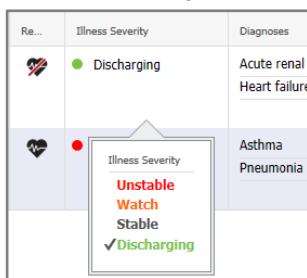 Re... Illness Severity Diagnoses
Discharging Acute renal
Heart failure
Asthma
Pneumonia
Illness Severity
Unstable
Watch
Stable
✓Discharging